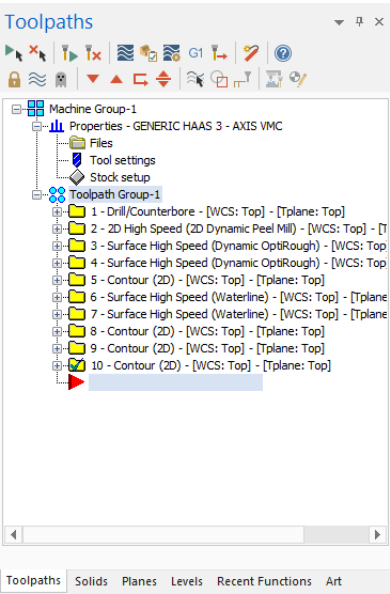 Toolpaths
G1
Machine Group-1
Properties - GENERIC HAAS 3 - AXIS VMC
Files
Tool settings
Stock setup
Toolpath Group-1
1 - Drill/Counterbore - [WCS: Top] - [Tplane: Top]
2 - 2D High Speed (2D Dynamic Peel Mill) - [WCS: Top] - [T
3 - Surface High Speed (Dynamic OptiRough) - [WCS: Top
4 - Surface High Speed (Dynamic OptiRough) - [WCS: Top
5 - Contour (2D) - [WCS: Top] - [Tplane: Top]
6 - Surface High Speed (Waterline) - [WCS: Top] - [Tplane
7 - Surface High Speed (Waterline) - [WCS: Top] - [Tplane
8 - Contour (2D) - [WCS: Top] - [Tplane: Top]
9 - Contour (2D) - [WCS: Top] - [Tplane: Top]
10 - Contour (2D) - [WCS: Top] - [Tplane: Top]
Toolpaths Solids Planes Levels Recent Functions Art